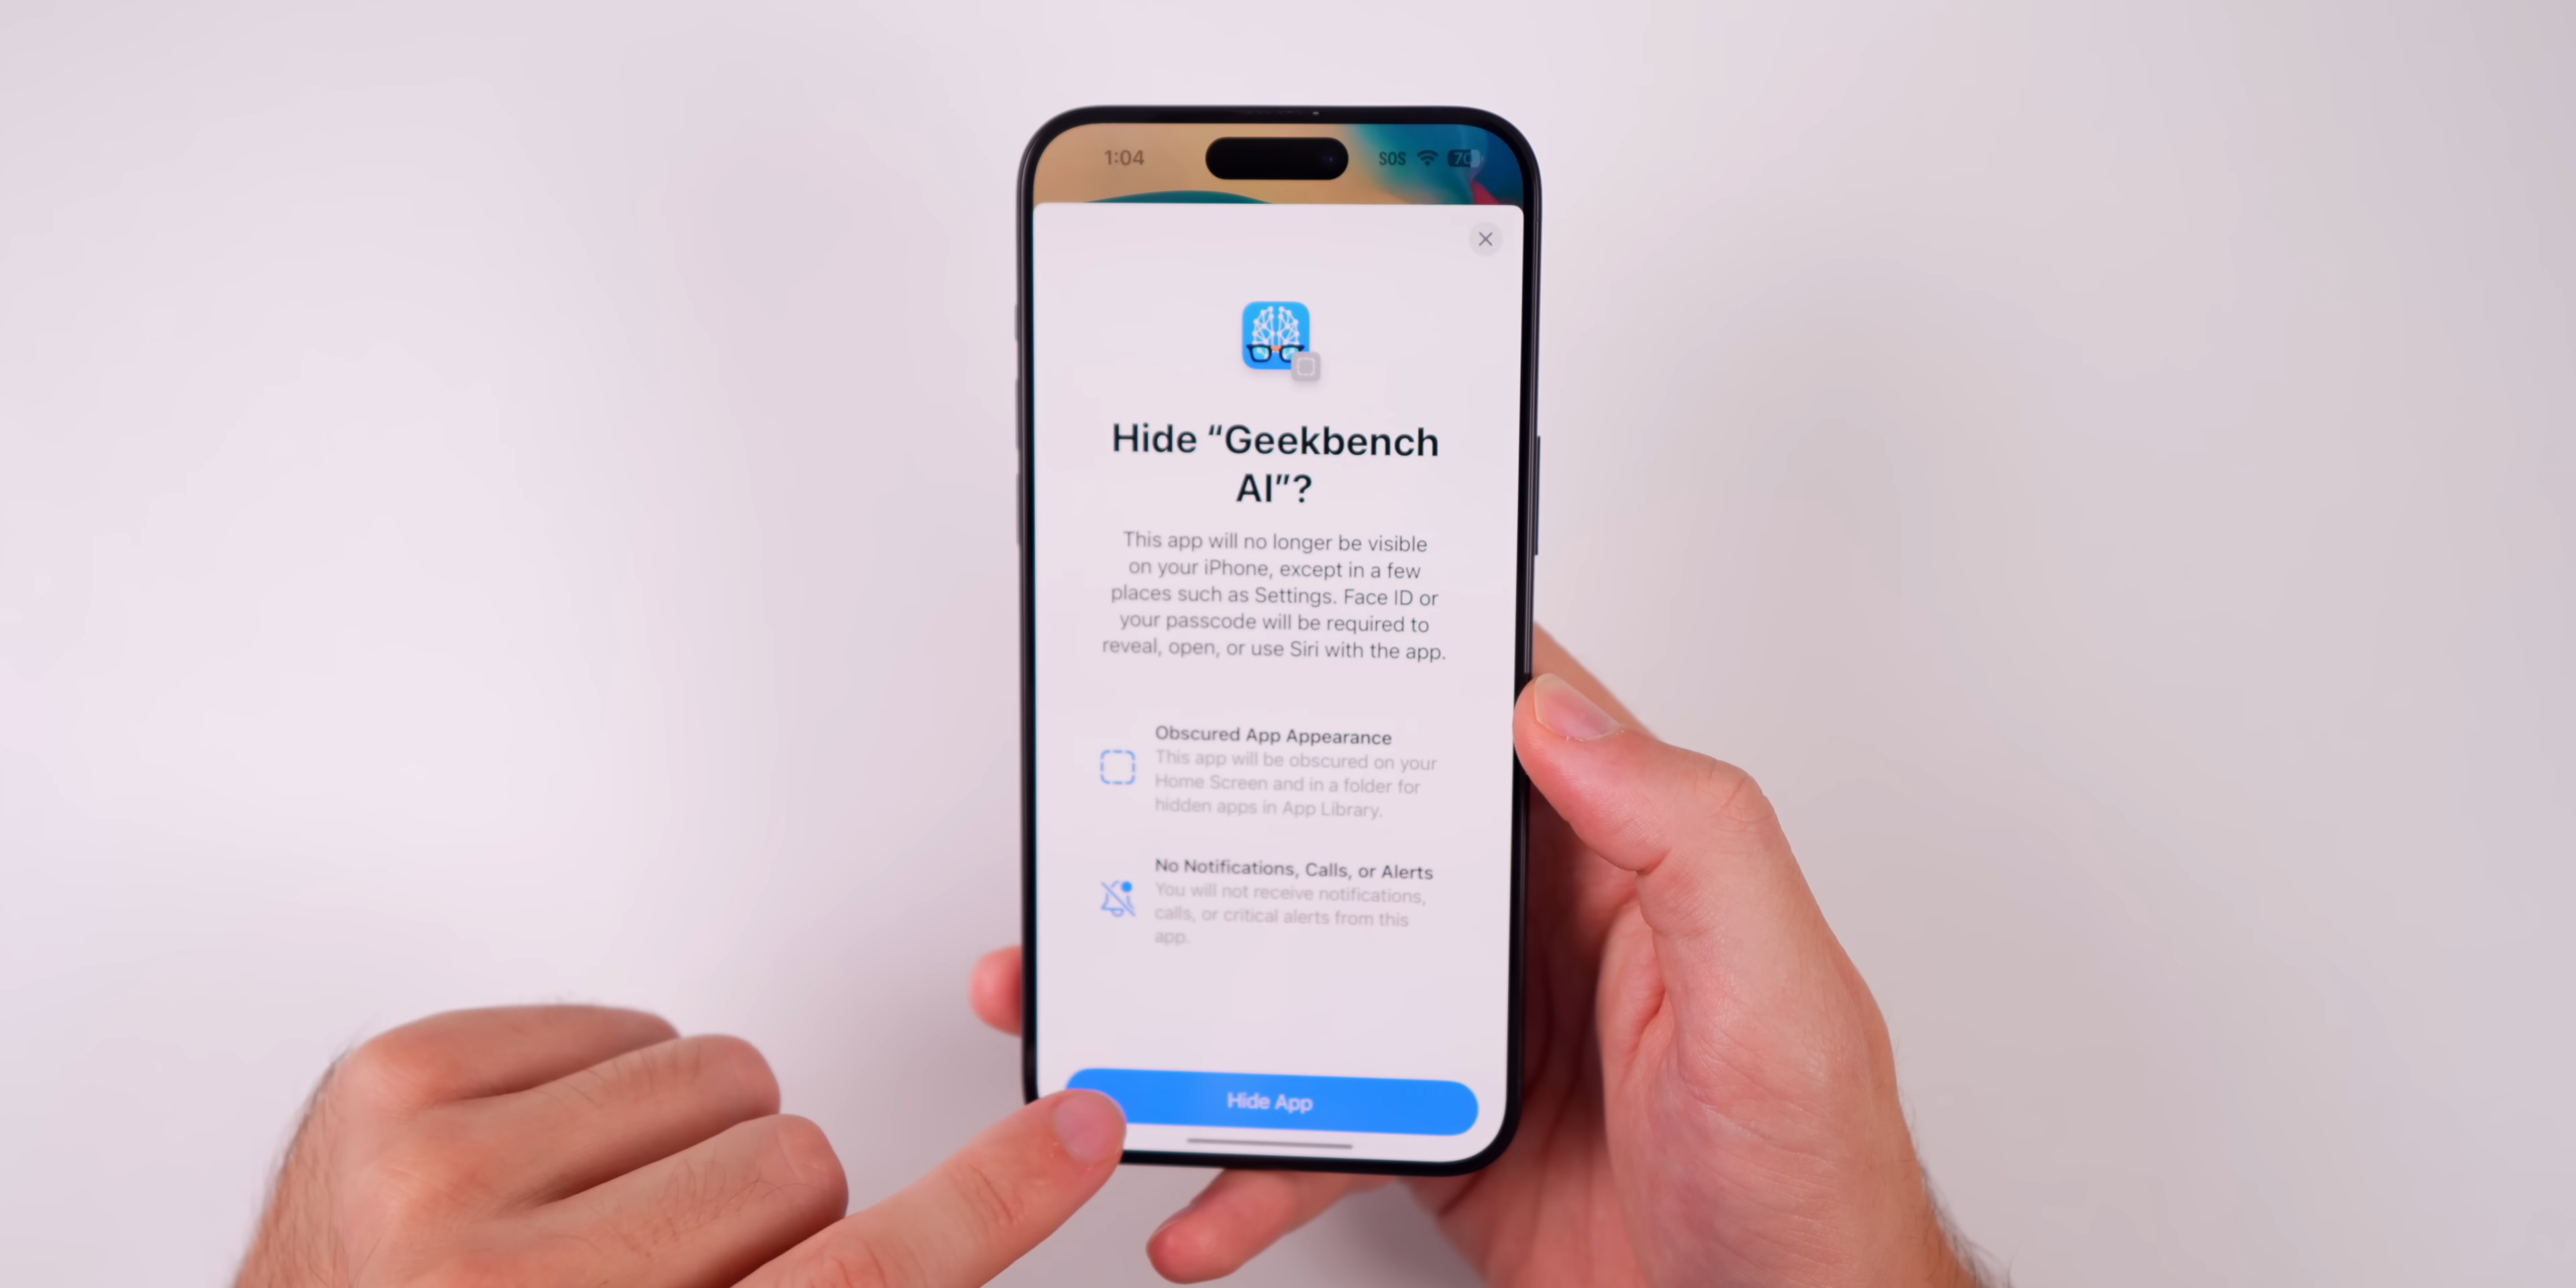 1:04
SOS
70
Hide “Geekbench
AI”?
This app will no longer be visible
on your iPhone, except in a few
places such as Settings. Face ID or
your passcode will be required to
reveal, open, or use Siri with the app.
Obscured App Appearance
This app will be obscured on your
Home Screen and in a folder for
hidden apps in App Library.
No Notifications, Calls, or Alerts
You will not receive notifications,
calls, or critical alerts from this
app.
Hide App